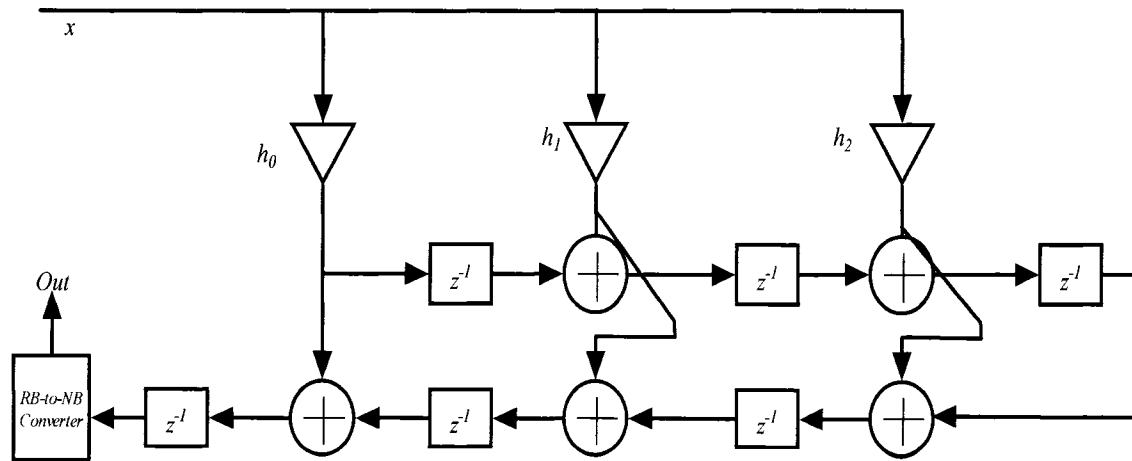 x
h₀
h₁
h₂
z⁻¹
z⁻¹
z⁻¹
Out
RB-to-NB
Converter
z⁻¹
z⁻¹
z⁻¹